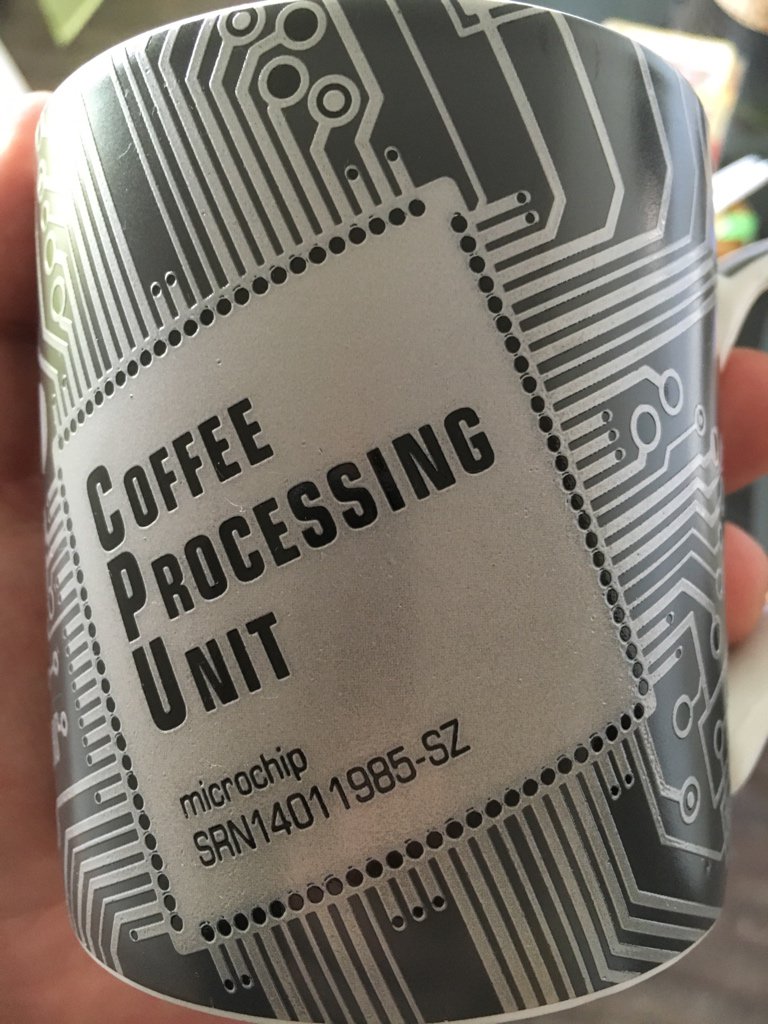 COFFEE
PROCESSING
UNIT
microchip
SRN14011985-SZ